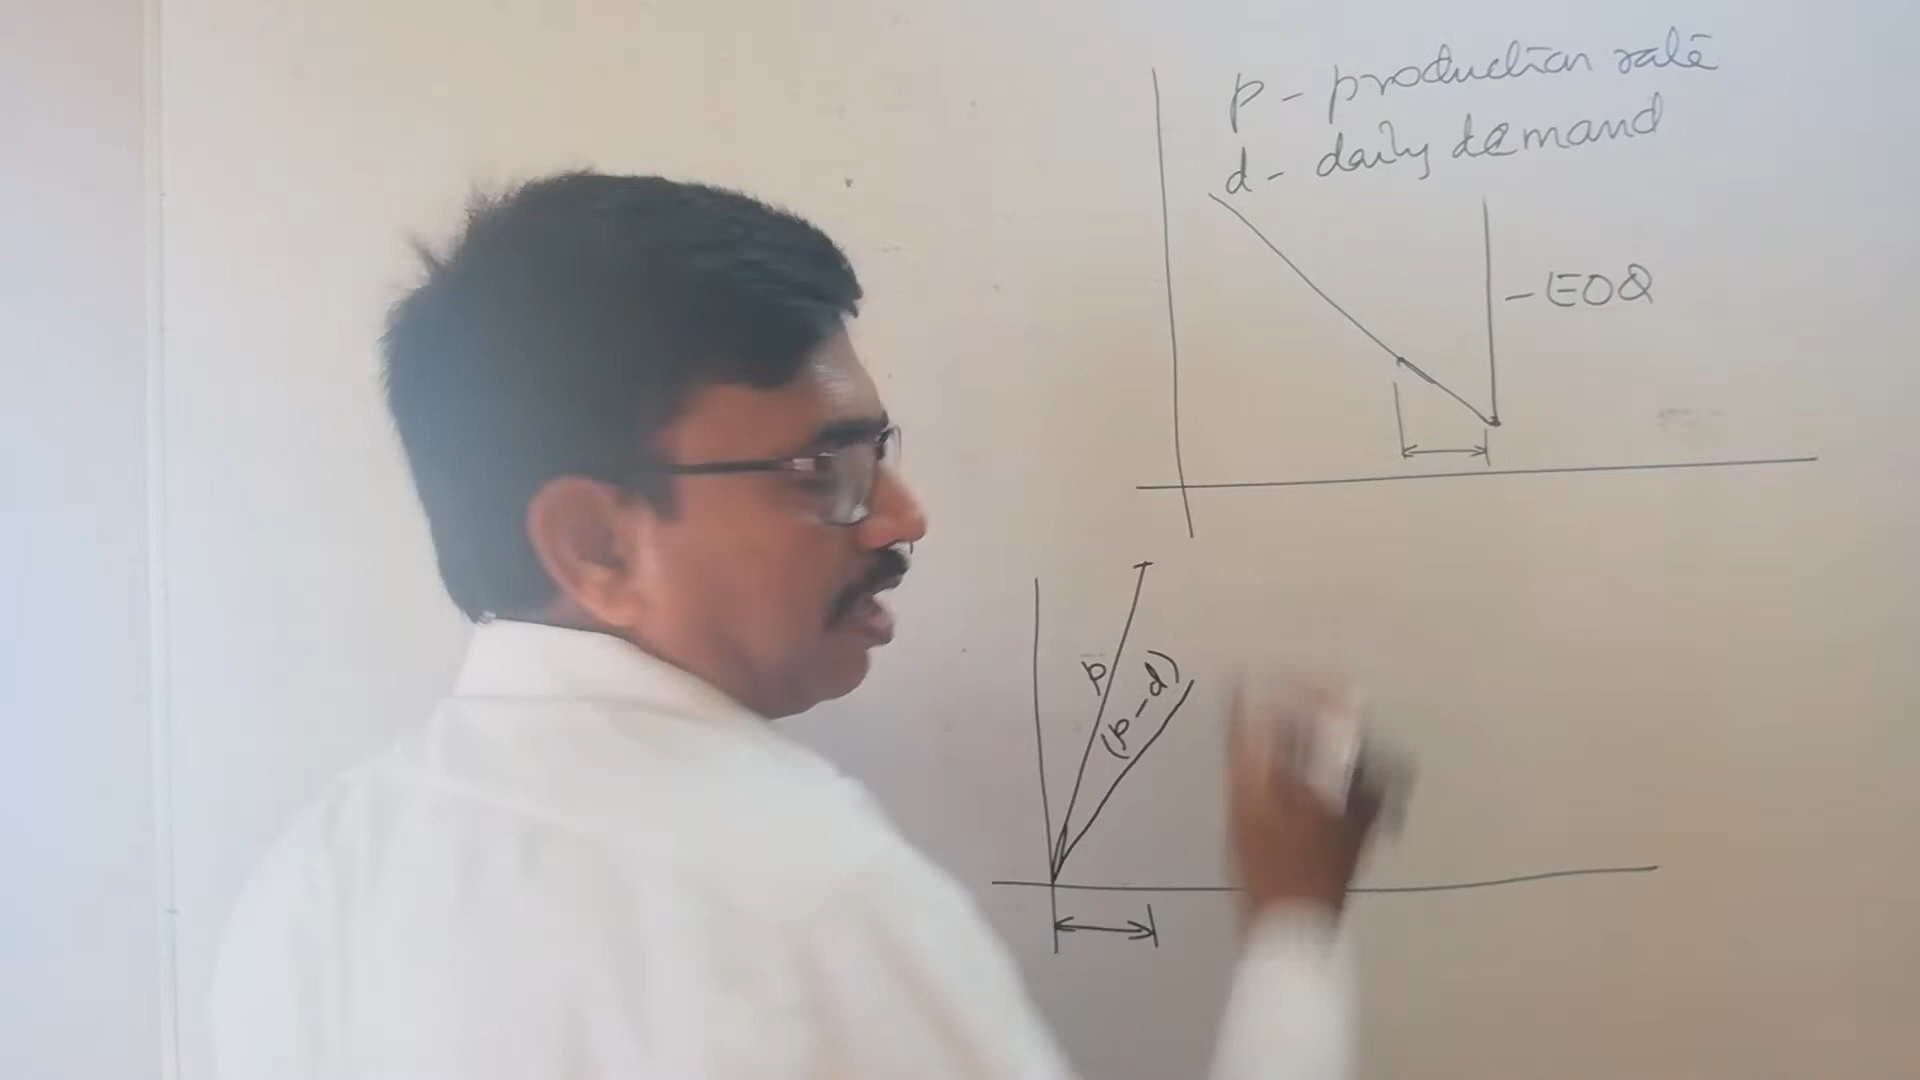 p - production rate
d - daily demand
- EOQ
p
(p-d)